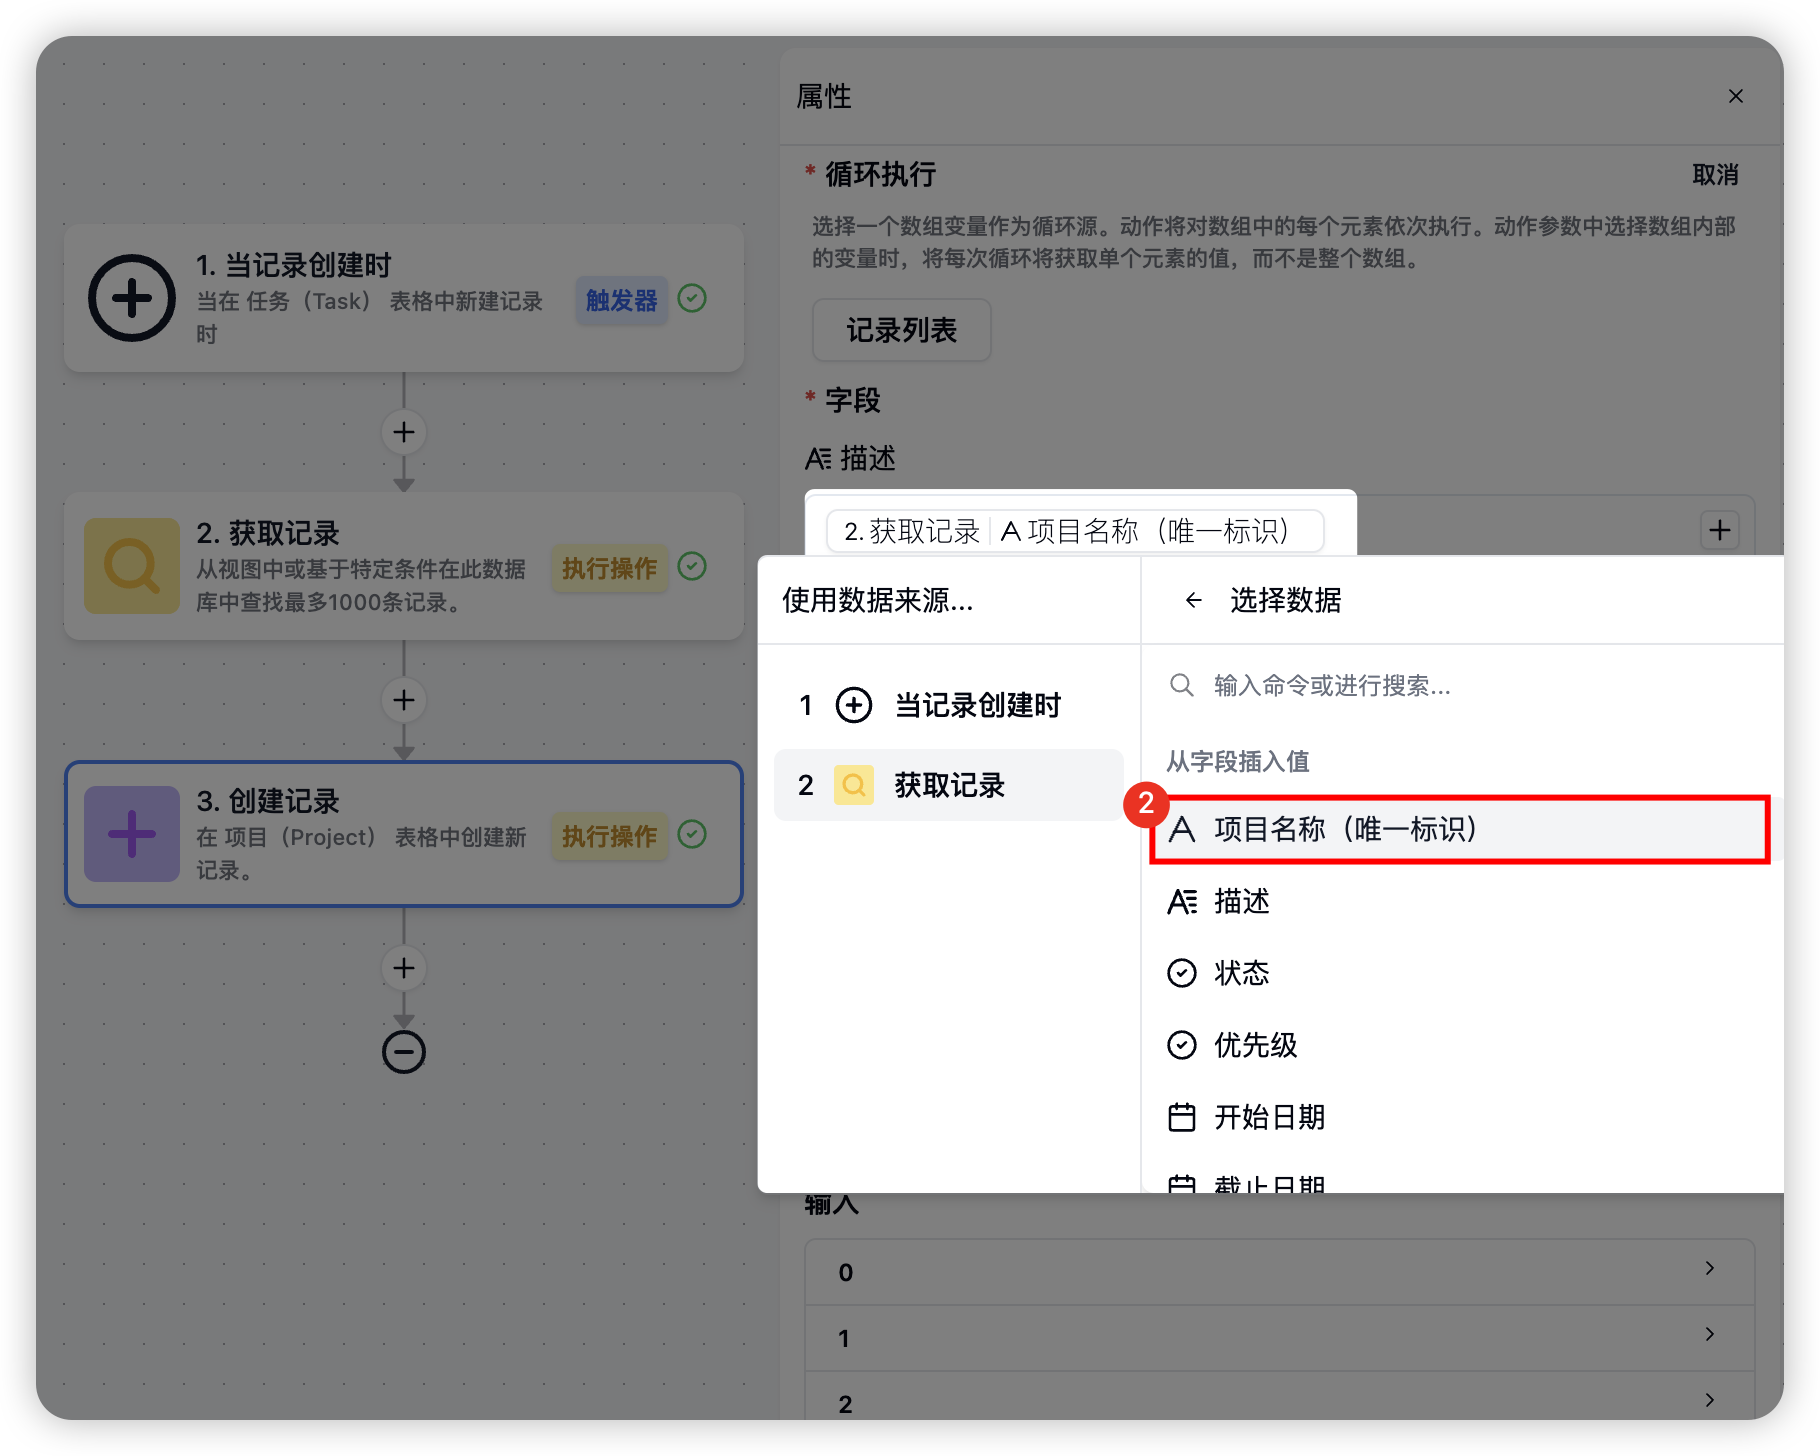 1. 当记录创建时
当在 任务（Task） 表格中新建记录
时
触发器
2. 获取记录
从视图中或基于特定条件在此数据
库中查找最多1000条记录。
执行操作
3. 创建记录
在 项目（Project） 表格中创建新
记录。
执行操作
属性
* 循环执行
取消
选择一个数组变量作为循环源。动作将对数组中的每个元素依次执行。动作参数中选择数组内部
的变量时，将每次循环将获取单个元素的值，而不是整个数组。
记录列表
* 字段
描述
2. 获取记录 项目名称（唯一标识）
使用数据来源...
1 当记录创建时
2 获取记录
选择数据
输入命令或进行搜索...
从字段插入值
2
项目名称（唯一标识）
描述
状态
优先级
开始日期
截止日期
输入
0
1
2